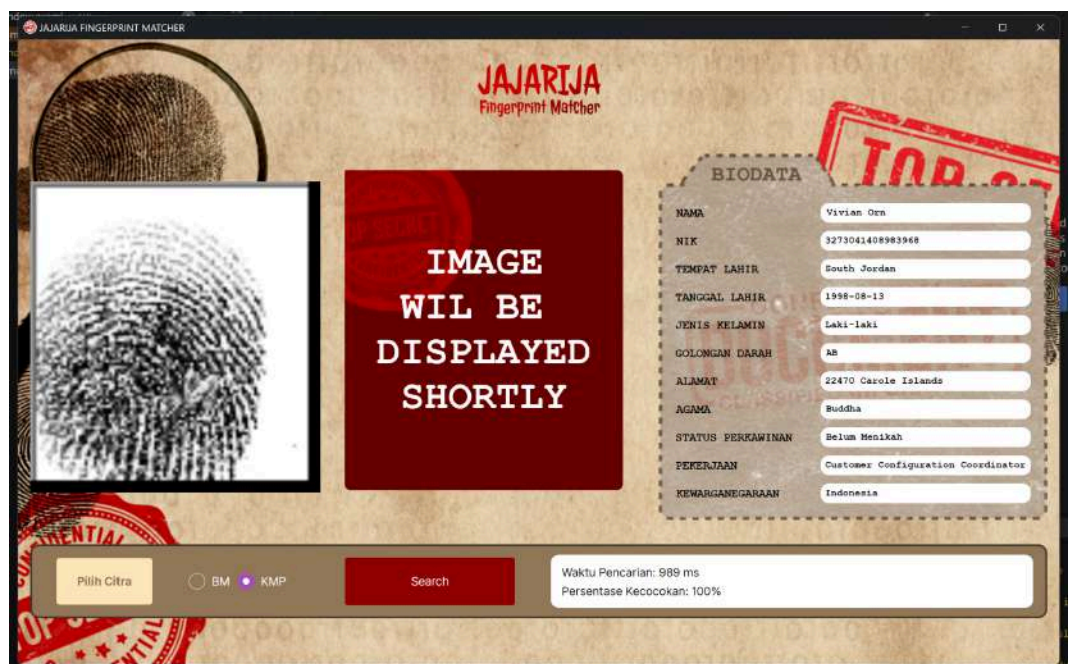 JAJARIJA FINGERPRINT MATCHER
JAJARIJA
Fingerprint Matcher
TOP
TOP SECRET
IMAGE
WIL BE
DISPLAYED
SHORTLY
BIODATA
NAMA Vivian Orn
NIK 3273041408983968
TEMPAT LAHIR South Jordan
TANGGAL LAHIR 1998-08-13
JENIS KELAMIN Laki-laki
GOLONGAN DARAH AB
ALAMAT 22470 Carole Islands
AGAMA Buddha
STATUS PERKAWINAN Belum Menikah
PEKERJAAN Customer Configuration Coordinator
KEWARGANEGARAAN Indonesia
Pilih Citra
BM
KMP
Search
Waktu Pencarian: 989 ms
Persentase Kecocokan: 100%